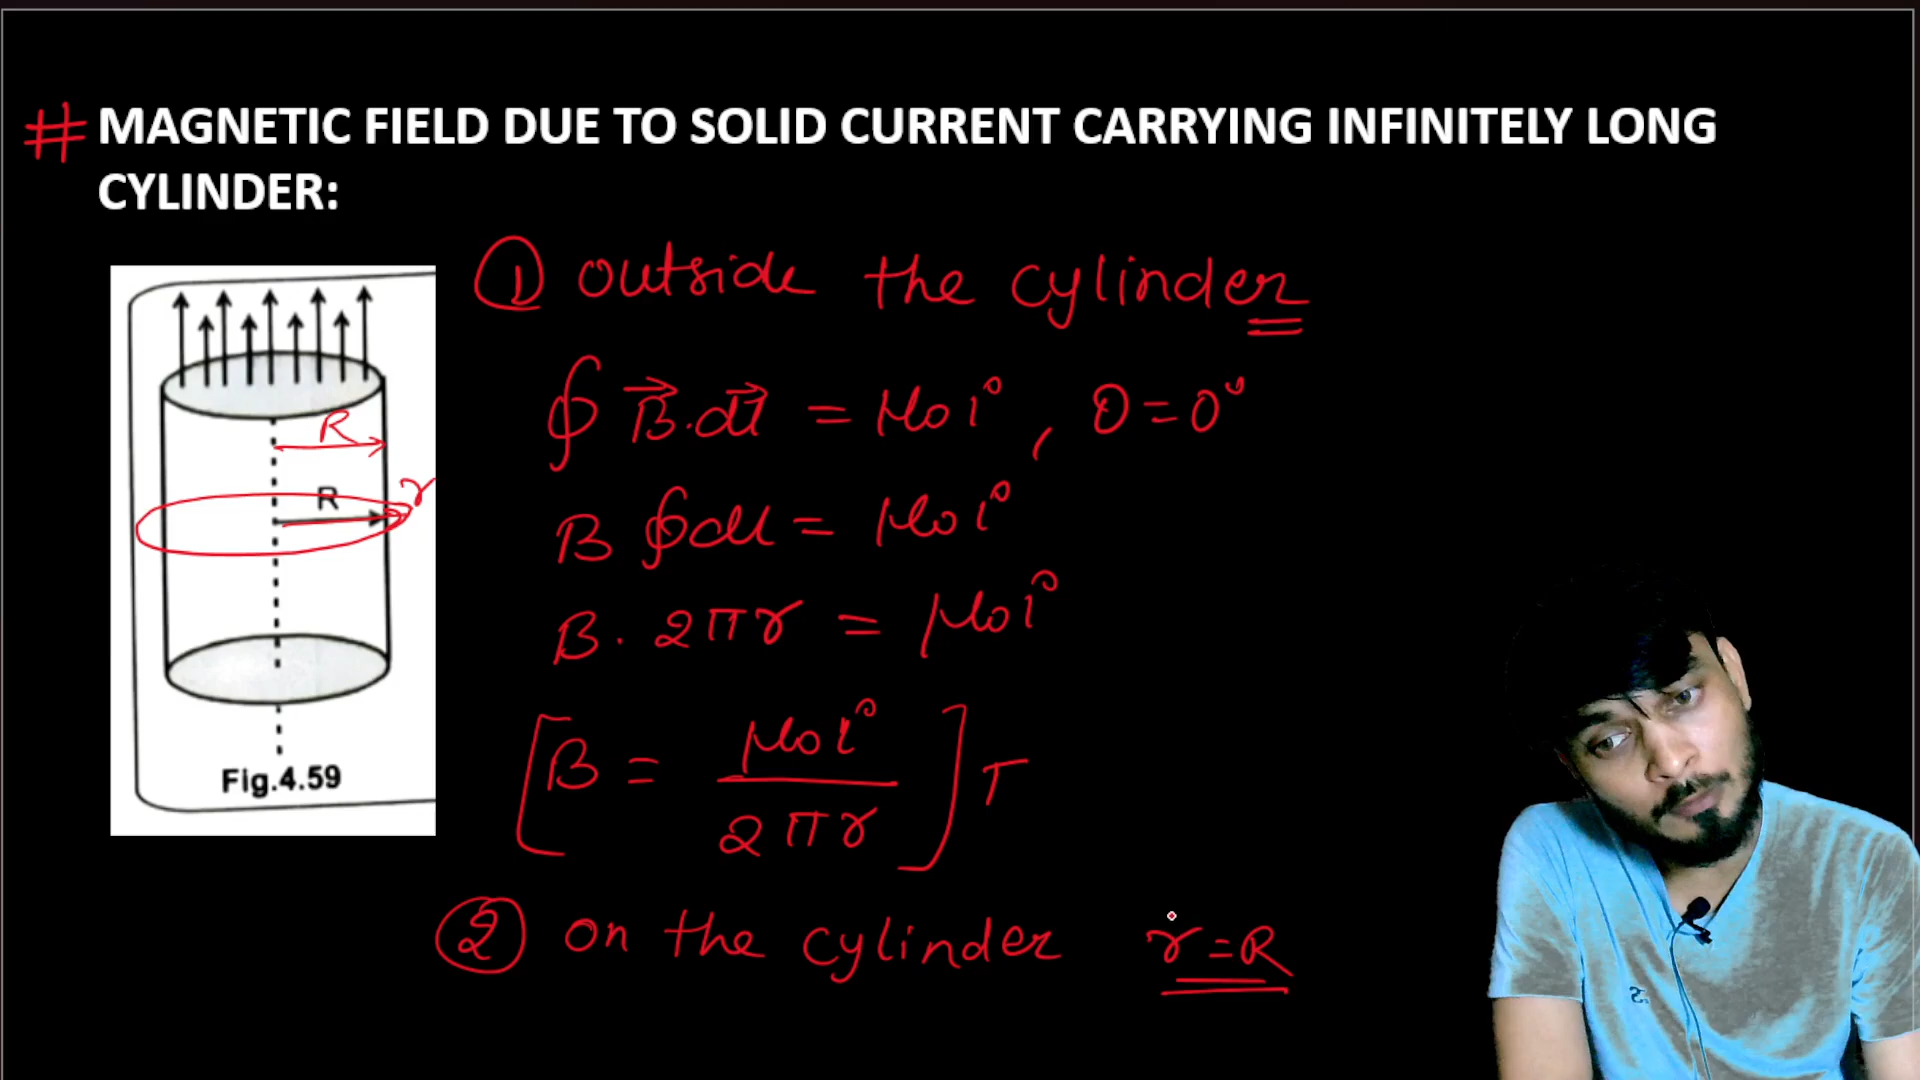 # MAGNETIC FIELD DUE TO SOLID CURRENT CARRYING INFINITELY LONG
CYLINDER:
① outside the cylinder
∮ B⃗.dl⃗ = μ₀i , θ = 0°
B ∮dl = μ₀i
B . 2πr = μ₀i
[B = μ₀i / 2πr] T
② on the cylinder r = R
R
R
r
Fig.4.59